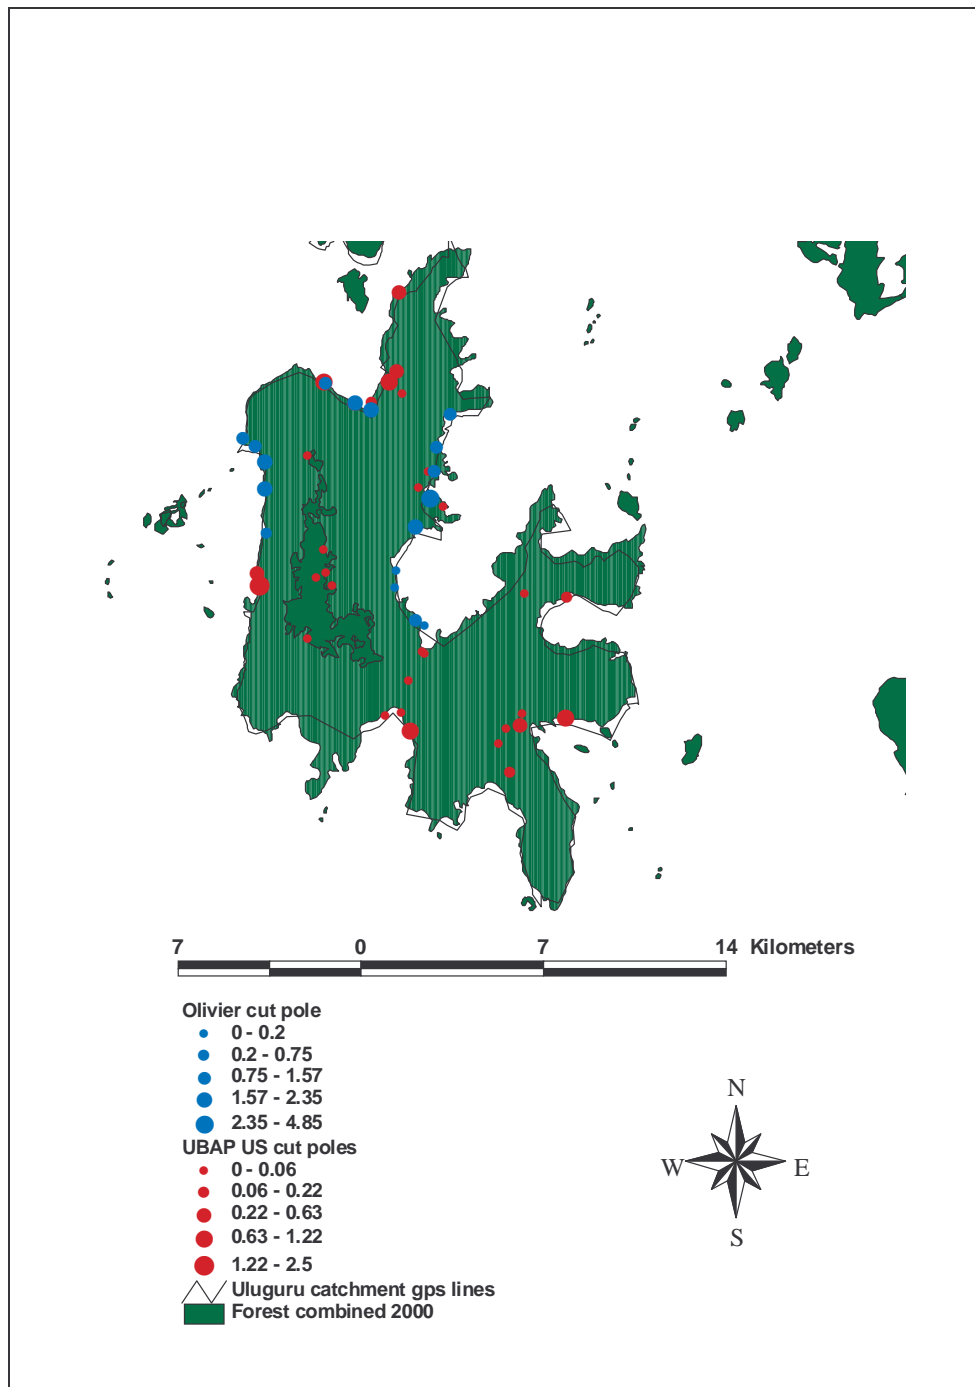 7 0 7 14 Kilometers
Olivier cut pole
0 - 0.2
0.2 - 0.75
0.75 - 1.57
1.57 - 2.35
2.35 - 4.85
UBAP US cut poles
0 - 0.06
0.06 - 0.22
0.22 - 0.63
0.63 - 1.22
1.22 - 2.5
Uluguru catchment gps lines
Forest combined 2000
N
W E
S